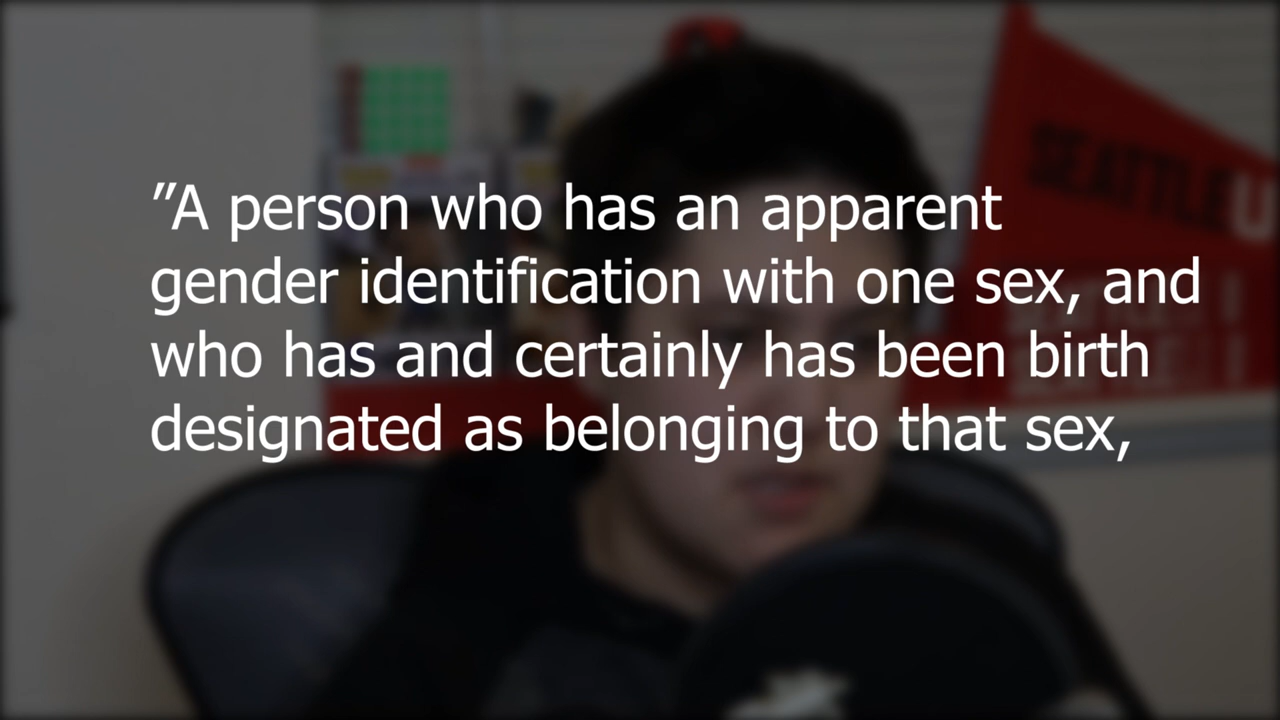 "A person who has an apparent
gender identification with one sex, and
who has and certainly has been birth
designated as belonging to that sex,
SEATTLEU